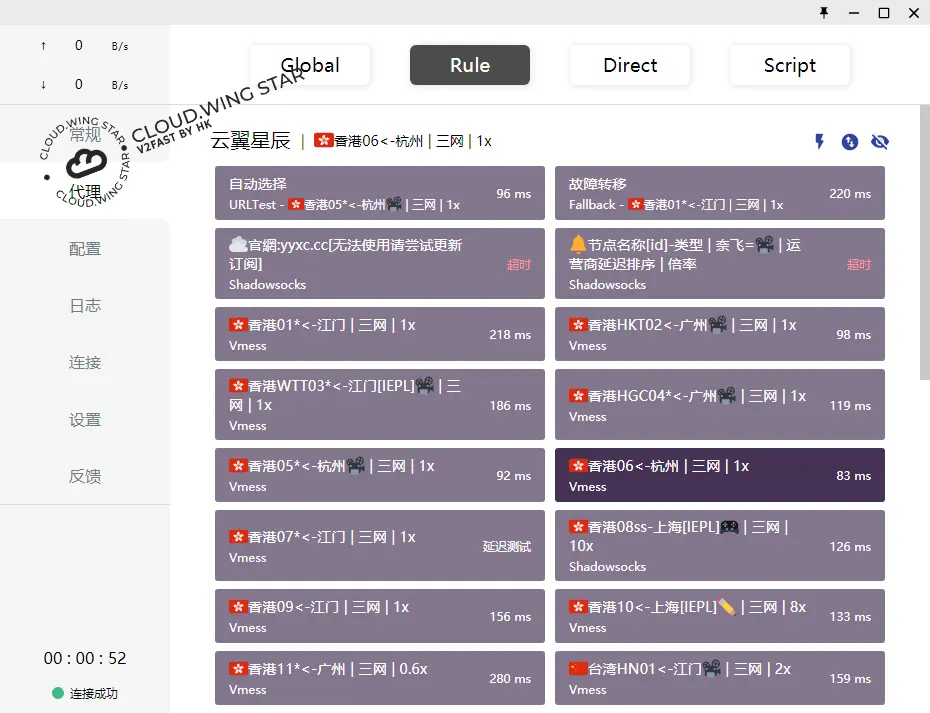 ↑ 0 B/s
↓ 0 B/s
Global
Rule
Direct
Script
CLOUD.WING STAR
V2FAST BY HK
CLOUD.WING STAR
CLOUD.WING STAR
常规
代理
配置
日志
连接
设置
反馈
00 : 00 : 52
连接成功
云翼星辰 | 🇭🇰香港06<-杭州 | 三网 | 1x
自动选择
URLTest - 🇭🇰香港05*<-杭州🎥 | 三网 | 1x
96 ms
故障转移
Fallback - 🇭🇰香港01*<-江门 | 三网 | 1x
220 ms
☁️官網:yyxc.cc[无法使用请尝试更新
订阅]
Shadowsocks
超时
🔔节点名称[id]-类型 | 奈飞=🎥 | 运
营商延迟排序 | 倍率
Shadowsocks
超时
🇭🇰香港01*<-江门 | 三网 | 1x
Vmess
218 ms
🇭🇰香港HKT02<-广州🎥 | 三网 | 1x
Vmess
98 ms
🇭🇰香港WTT03*<-江门[IEPL]🎥 | 三
网 | 1x
Vmess
186 ms
🇭🇰香港HGC04*<-广州🎥 | 三网 | 1x
Vmess
119 ms
🇭🇰香港05*<-杭州🎥 | 三网 | 1x
Vmess
92 ms
🇭🇰香港06<-杭州 | 三网 | 1x
Vmess
83 ms
🇭🇰香港07*<-江门 | 三网 | 1x
Vmess
延迟测试
🇭🇰香港08ss-上海[IEPL]🎮 | 三网 |
10x
Shadowsocks
126 ms
🇭🇰香港09<-江门 | 三网 | 1x
Vmess
156 ms
🇭🇰香港10<-上海[IEPL]✏️ | 三网 | 8x
Vmess
133 ms
🇭🇰香港11*<-广州 | 三网 | 0.6x
Vmess
280 ms
🇨🇳台湾HN01<-江门🎥 | 三网 | 2x
Vmess
159 ms